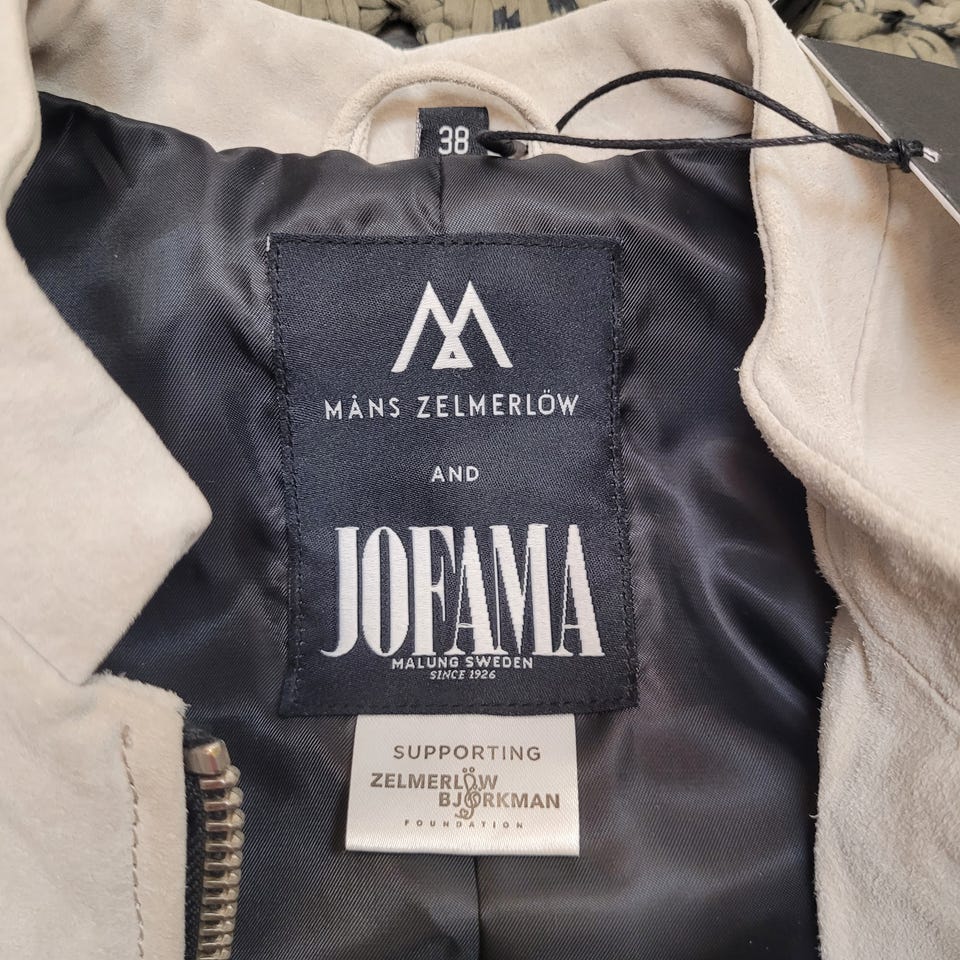 38
MÅNS ZELMERLÖW
AND
JOFAMA
MALUNG SWEDEN
SINCE 1926
SUPPORTING
ZELMERLÖW
BJÖRKMAN
FOUNDATION